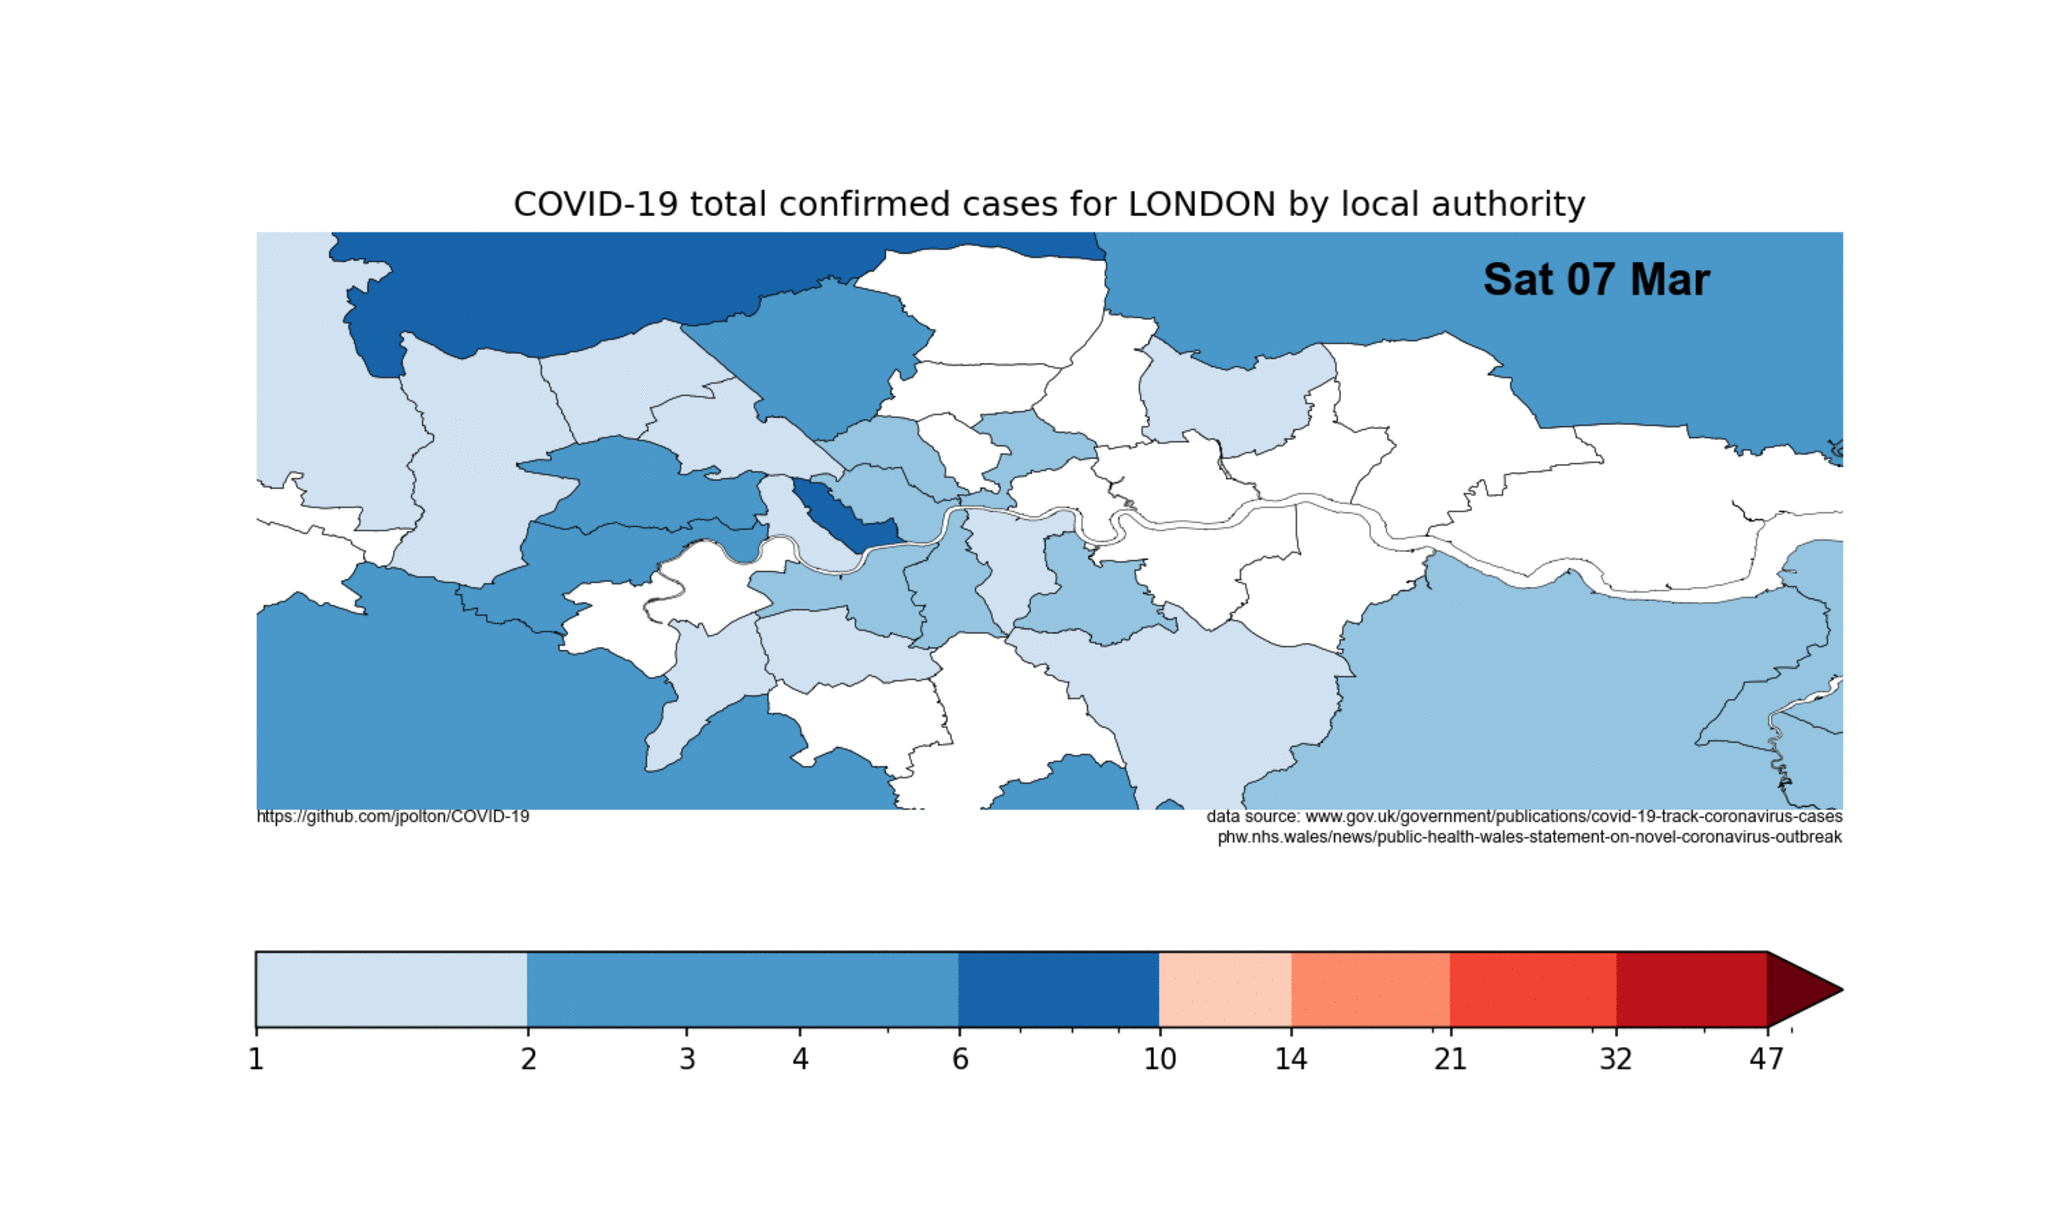 COVID-19 total confirmed cases for LONDON by local authority
Sat 07 Mar
https://github.com/jpolton/COVID-19
data source: www.gov.uk/government/publications/covid-19-track-coronavirus-cases
phw.nhs.wales/news/public-health-wales-statement-on-novel-coronavirus-outbreak
1 2 3 4 6 10 14 21 32 47